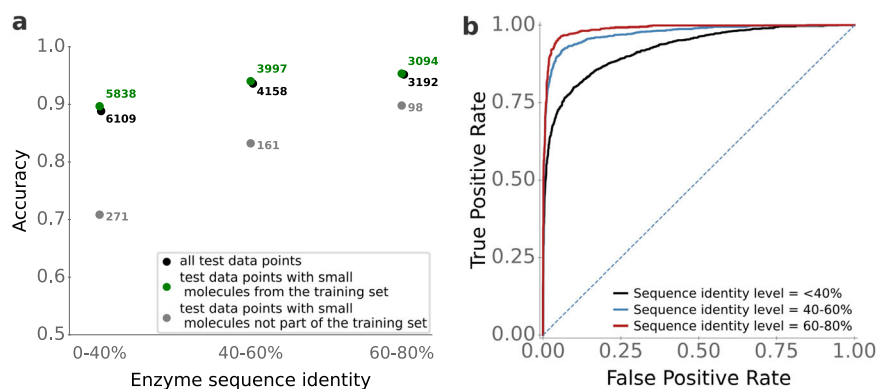 a
Accuracy
1.0
0.9
0.8
0.7
0.6
0.5
5838
6109
271
3997
4158
161
3094
3192
98
all test data points
test data points with small
molecules from the training set
test data points with small
molecules not part of the training set
0-40%
40-60%
60-80%
Enzyme sequence identity
b
True Positive Rate
1.00
0.75
0.50
0.25
0.00
Sequence identity level = <40%
Sequence identity level = 40-60%
Sequence identity level = 60-80%
0.00
0.25
0.50
0.75
1.00
False Positive Rate